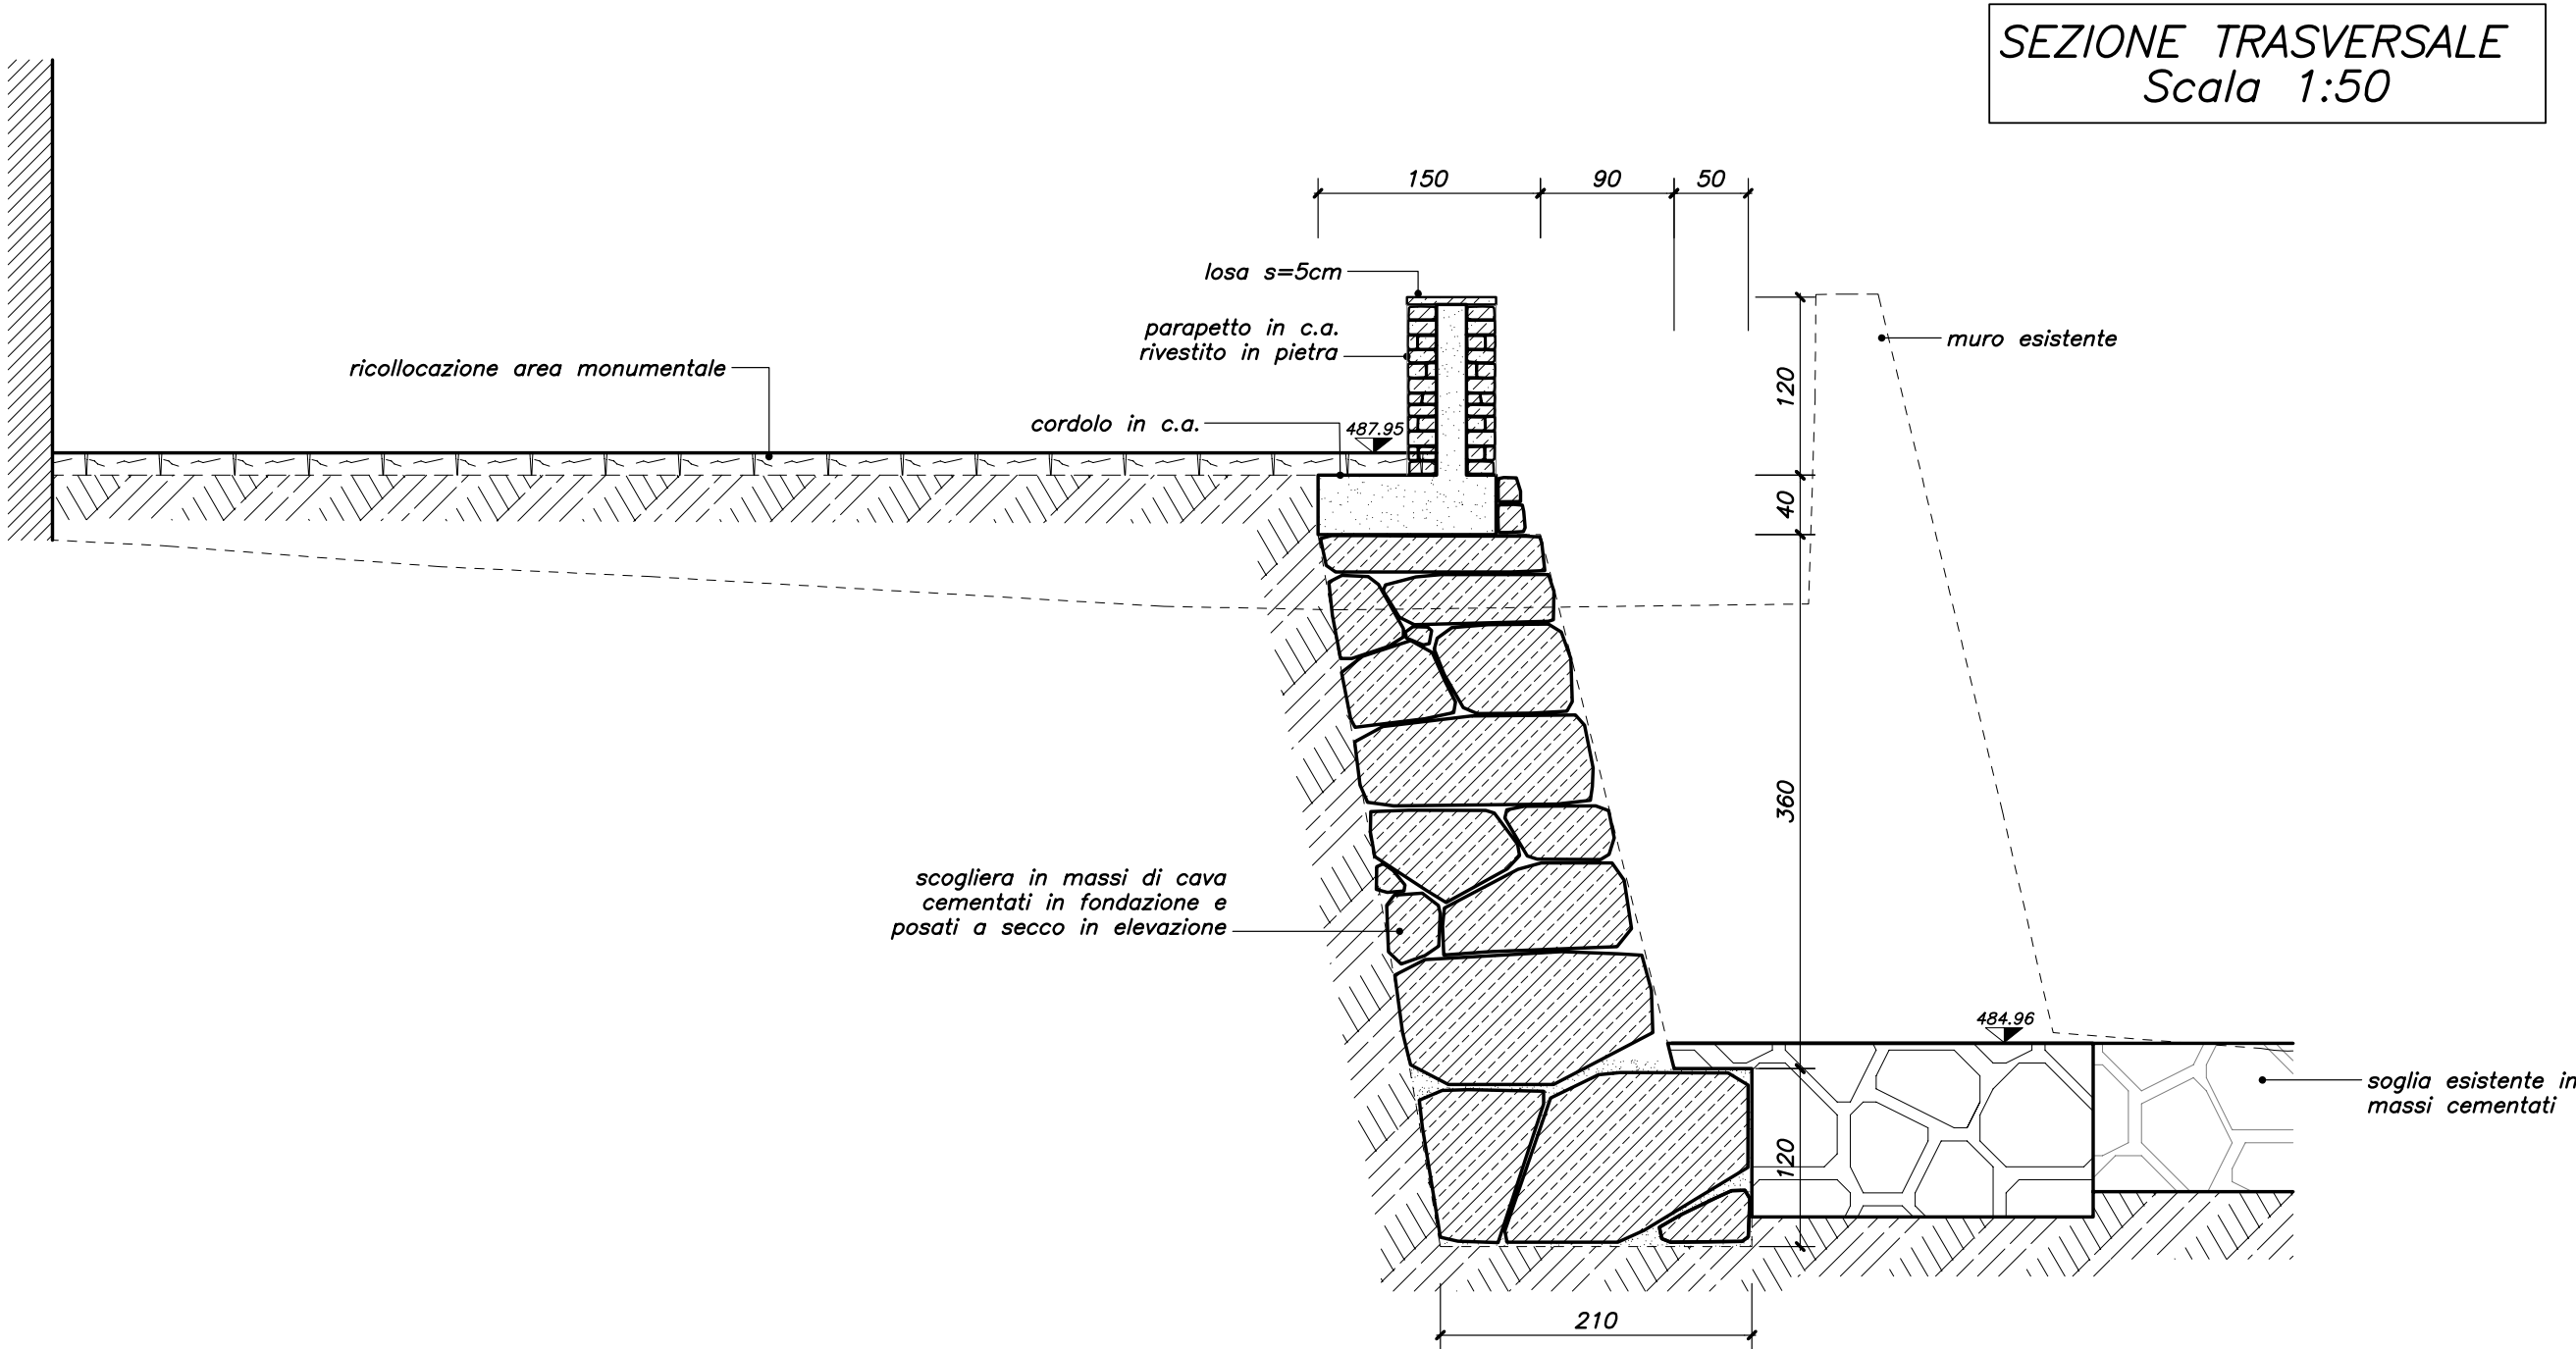 SEZIONE TRASVERSALE
Scala 1:50
150
90
50
losa s=5cm
parapetto in c.a.
rivestito in pietra
muro esistente
ricollocazione area monumentale
120
cordolo in c.a.
487.95
40
360
scogliera in massi di cava
cementati in fondazione e
posati a secco in elevazione
484.96
soglia esistente in
massi cementati
120
210